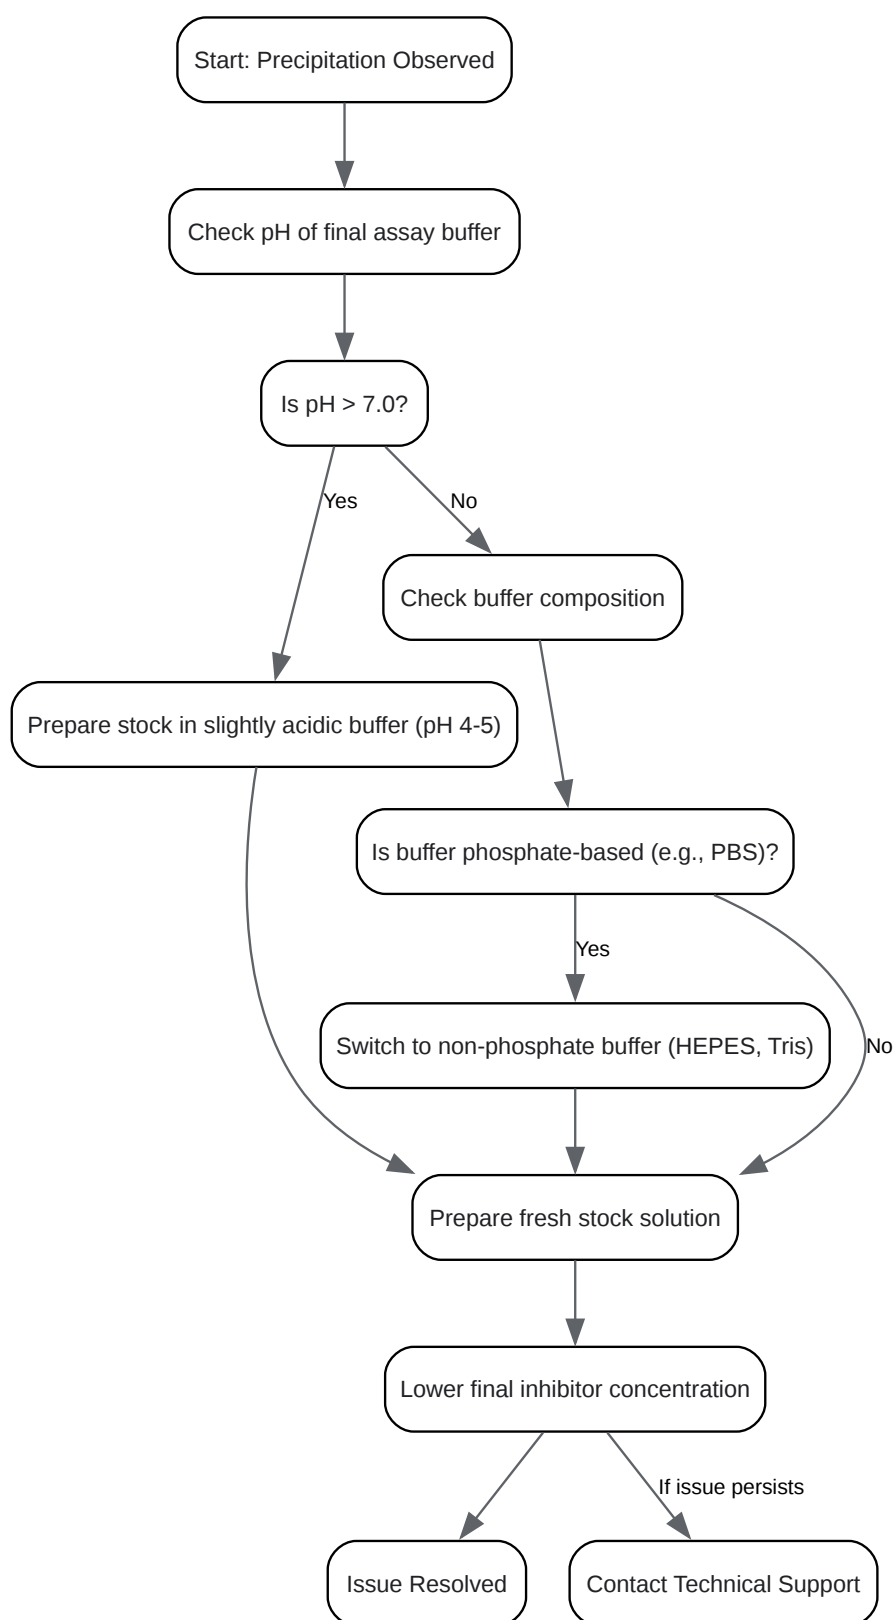 Start: Precipitation Observed
Check pH of final assay buffer
Is pH > 7.0?
Yes
No
Check buffer composition
Prepare stock in slightly acidic buffer (pH 4-5)
Is buffer phosphate-based (e.g., PBS)?
Yes
Switch to non-phosphate buffer (HEPES, Tris)
No
Prepare fresh stock solution
Lower final inhibitor concentration
If issue persists
Issue Resolved
Contact Technical Support